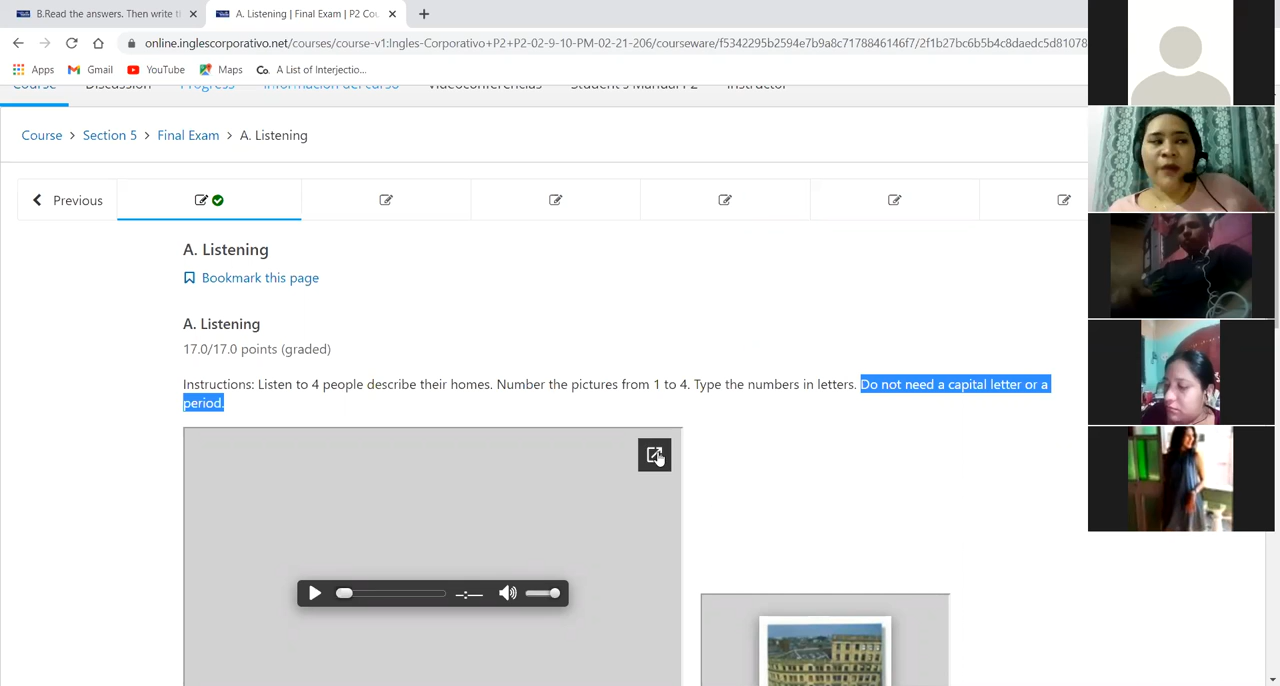 B.Read the answers. Then write t
A. Listening | Final Exam | P2 Cou
online.inglescorporativo.net/courses/course-v1:Ingles-Corporativo+P2+P2-02-9-10-PM-02-21-206/courseware/f5342295b2594e7b9a8c7178846146f7/2f1b27bc6b5b4c8daedc5d81078
Apps
Gmail
YouTube
Maps
Co. A List of Interjectio...
Course
Discussion
Progress
Información del curso
Videoconferencias
Student's Manual P2
Instructor
Course > Section 5 > Final Exam > A. Listening
Previous
A. Listening
Bookmark this page
A. Listening
17.0/17.0 points (graded)
Instructions: Listen to 4 people describe their homes. Number the pictures from 1 to 4. Type the numbers in letters. Do not need a capital letter or a
period.
-:--